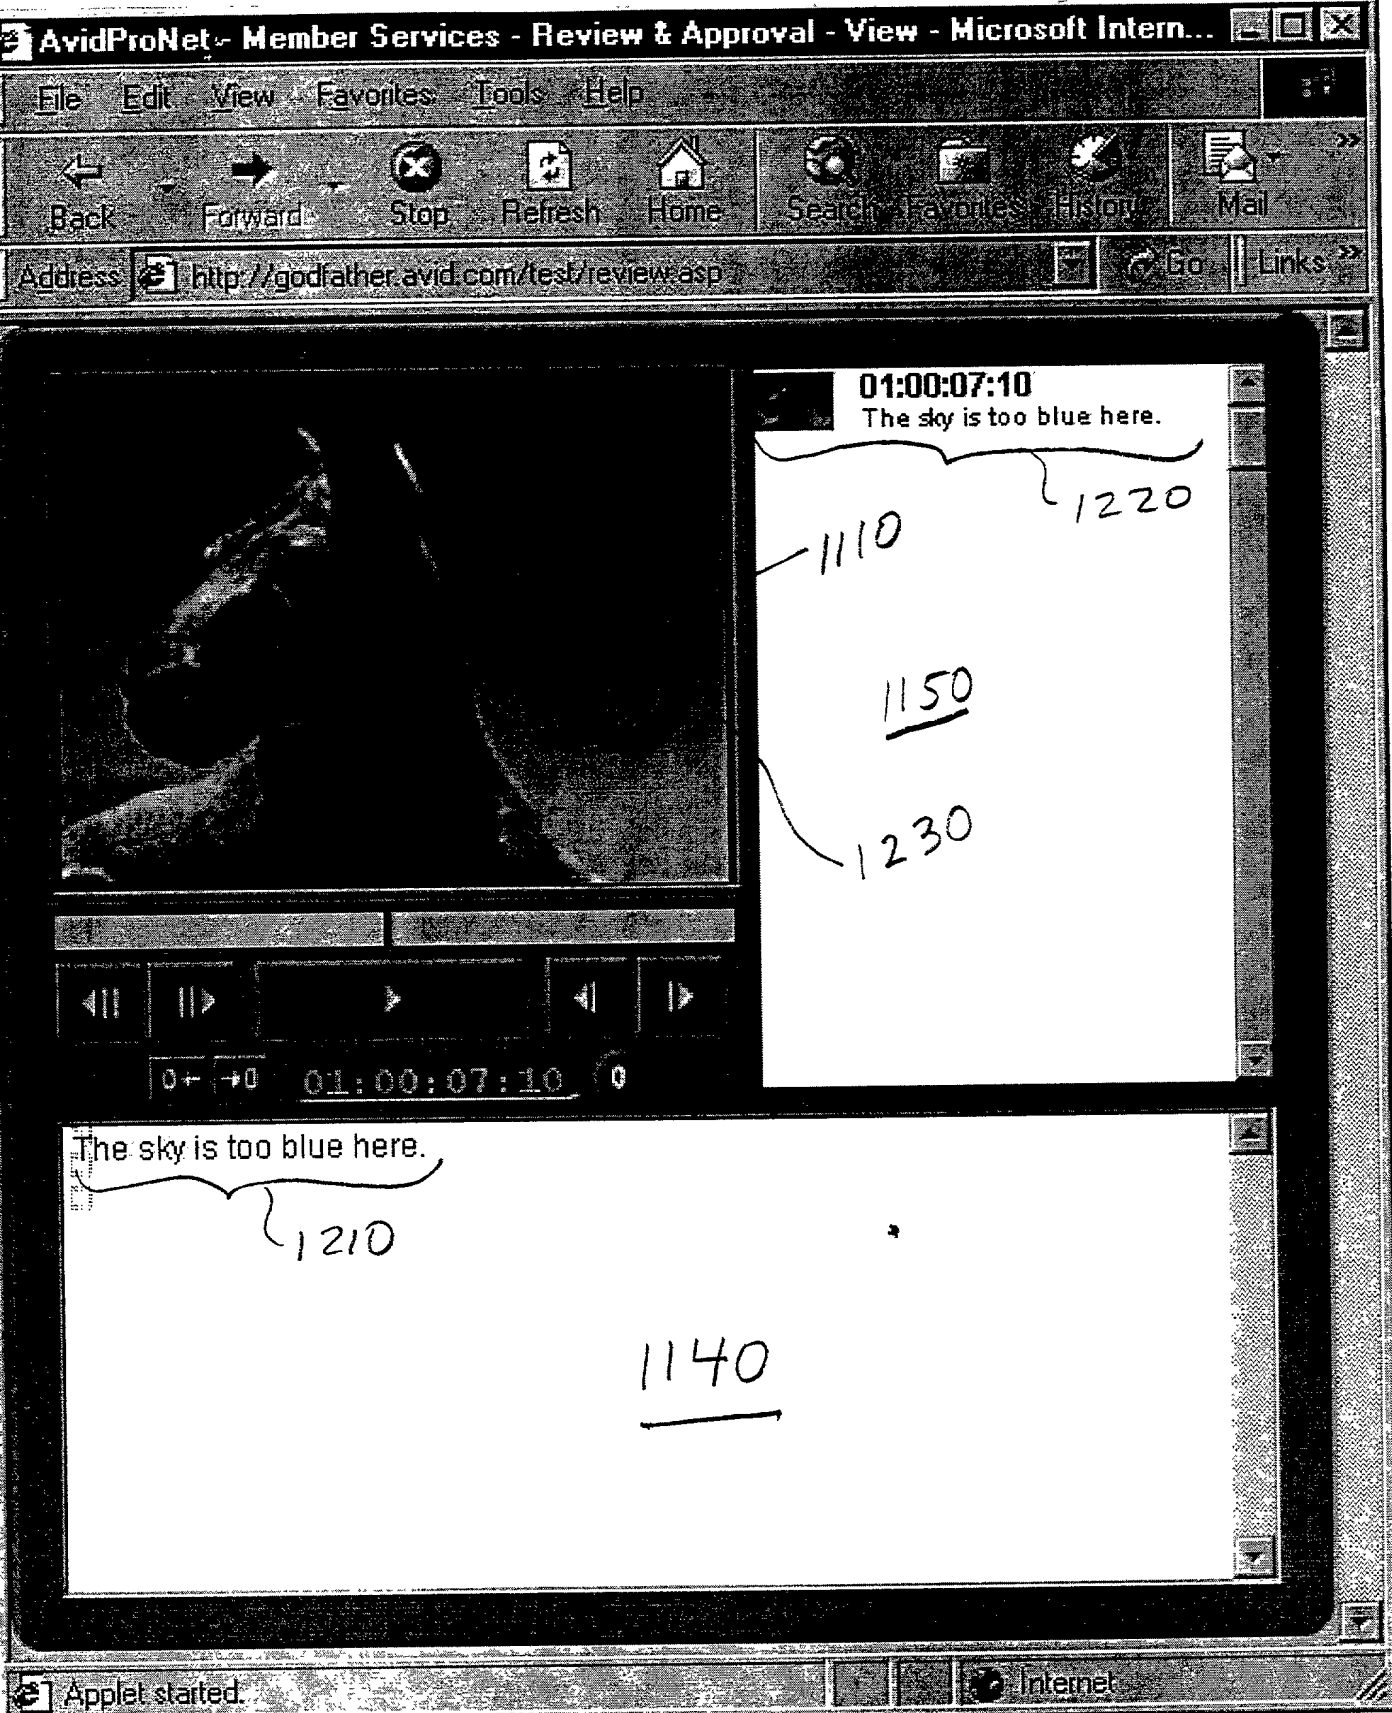 AvidProNet - Member Services - Review & Approval - View - Microsoft Intern...
File Edit View Favorites Tools Help
Back Forward Stop Refresh Home Search Favorites History Mail
Address http://godfather.avid.com/test/review.asp Go Links
01:00:07:10
The sky is too blue here.
1220
1110
1150
1230
0← →0 01:00:07:10 0
The sky is too blue here.
1210
1140
Applet started. Internet